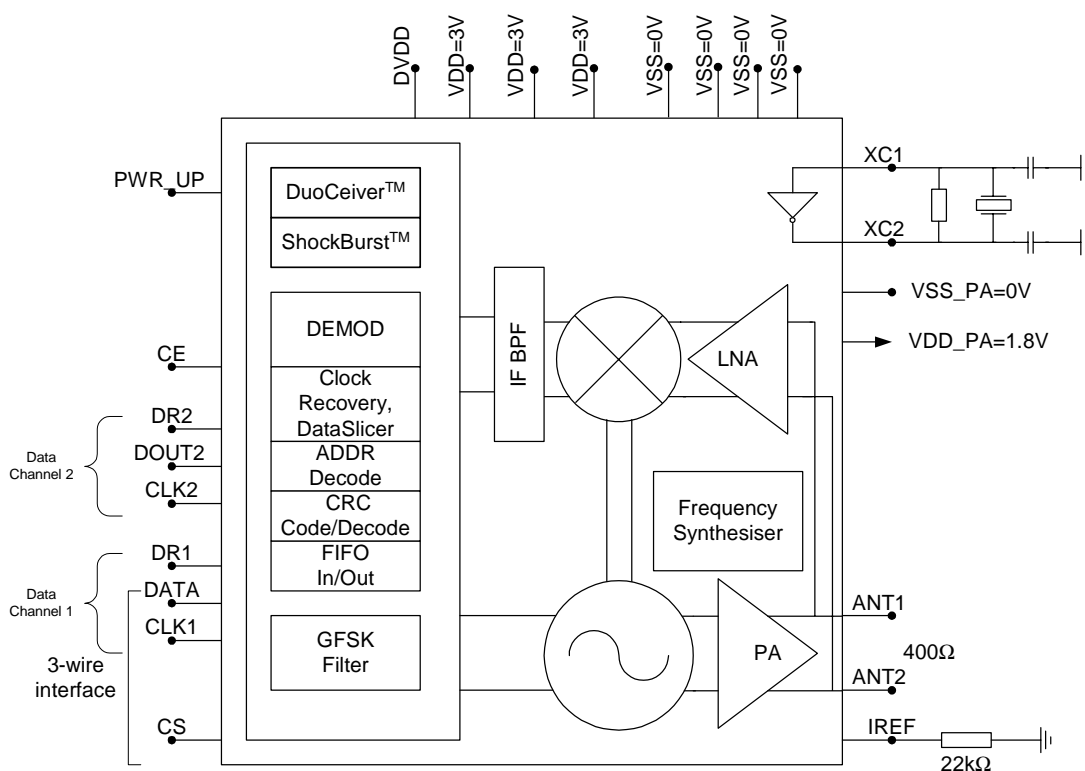 DVDD
VDD=3V
VDD=3V
VDD=3V
VSS=0V
VSS=0V
VSS=0V
VSS=0V
PWR_UP
DuoCeiver™
ShockBurst™
XC1
XC2
VSS_PA=0V
VDD_PA=1.8V
DEMOD
Clock
Recovery,
DataSlicer
ADDR
Decode
CRC
Code/Decode
FIFO
In/Out
GFSK
Filter
IF BPF
LNA
Frequency
Synthesiser
PA
CE
DR2
DOUT2
CLK2
Data
Channel 2
DR1
DATA
CLK1
Data
Channel 1
3-wire
interface
CS
ANT1
400Ω
ANT2
IREF
22kΩ